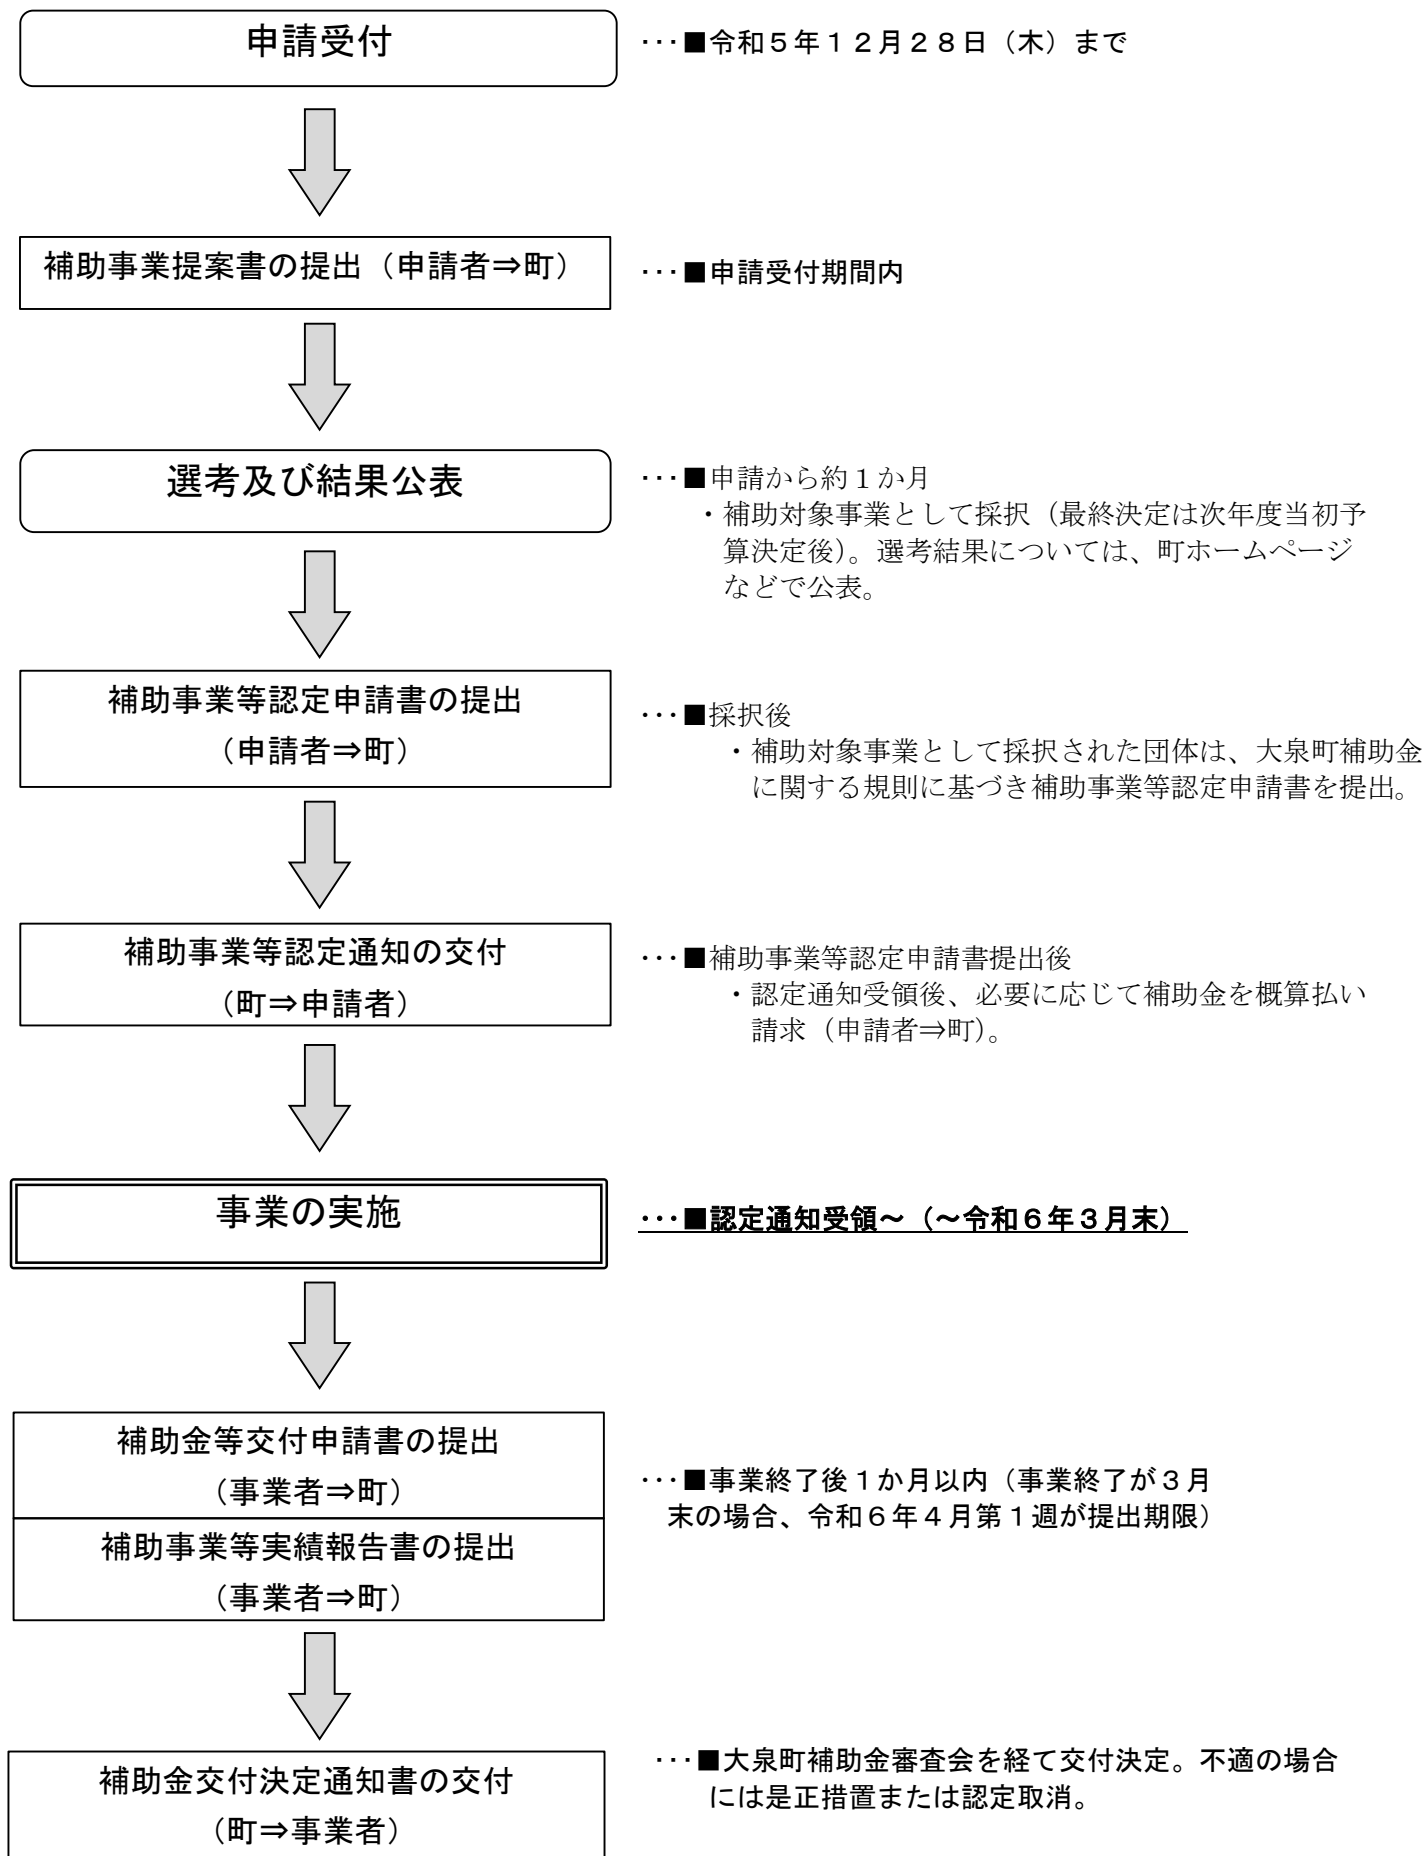 申請受付
･･･■令和５年１２月２８日（木）まで
補助事業提案書の提出（申請者⇒町）
･･･■申請受付期間内
選考及び結果公表
･･･■申請から約１か月
・補助対象事業として採択（最終決定は次年度当初予
算決定後）。選考結果については、町ホームページ
などで公表。
補助事業等認定申請書の提出
（申請者⇒町）
･･･■採択後
・補助対象事業として採択された団体は、大泉町補助金
に関する規則に基づき補助事業等認定申請書を提出。
補助事業等認定通知の交付
（町⇒申請者）
･･･■補助事業等認定申請書提出後
・認定通知受領後、必要に応じて補助金を概算払い
請求（申請者⇒町）。
事業の実施
･･･■認定通知受領～（～令和６年３月末）
補助金等交付申請書の提出
（事業者⇒町）
補助事業等実績報告書の提出
（事業者⇒町）
･･･■事業終了後１か月以内（事業終了が３月
末の場合、令和６年４月第１週が提出期限）
補助金交付決定通知書の交付
（町⇒事業者）
･･･■大泉町補助金審査会を経て交付決定。不適の場合
には是正措置または認定取消。